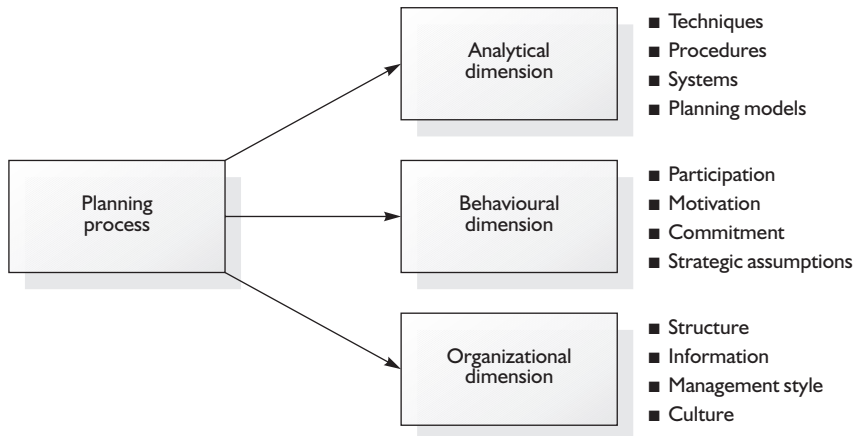 Planning
process
Analytical
dimension
■ Techniques
■ Procedures
■ Systems
■ Planning models
Behavioural
dimension
■ Participation
■ Motivation
■ Commitment
■ Strategic assumptions
Organizational
dimension
■ Structure
■ Information
■ Management style
■ Culture